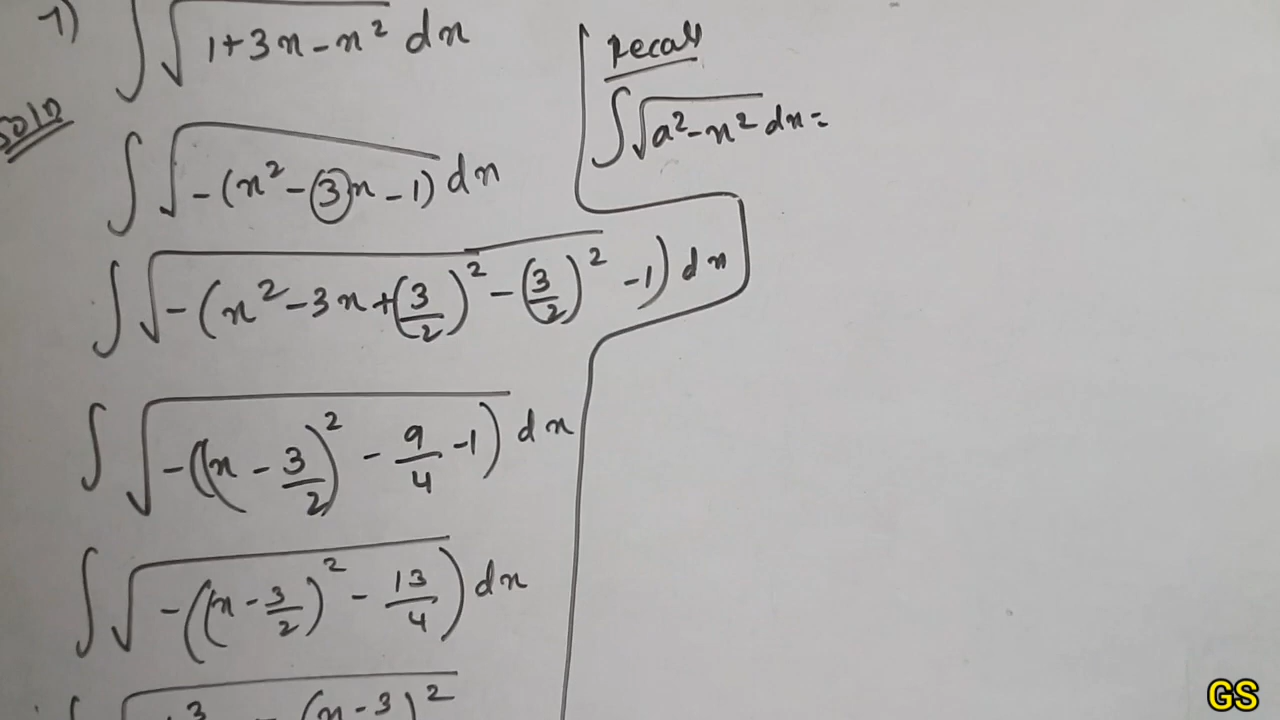 7) ∫√(1+3x-x²) dx
Soln
∫√(-(x²-3x-1)) dx
∫√(-(x²-3x+(3/2)²-(3/2)²-1)) dx
∫√(-((x-3/2)²-9/4-1)) dx
∫√(-((x-3/2)²-13/4)) dx
recall
∫√(a²-x²) dx=
GS